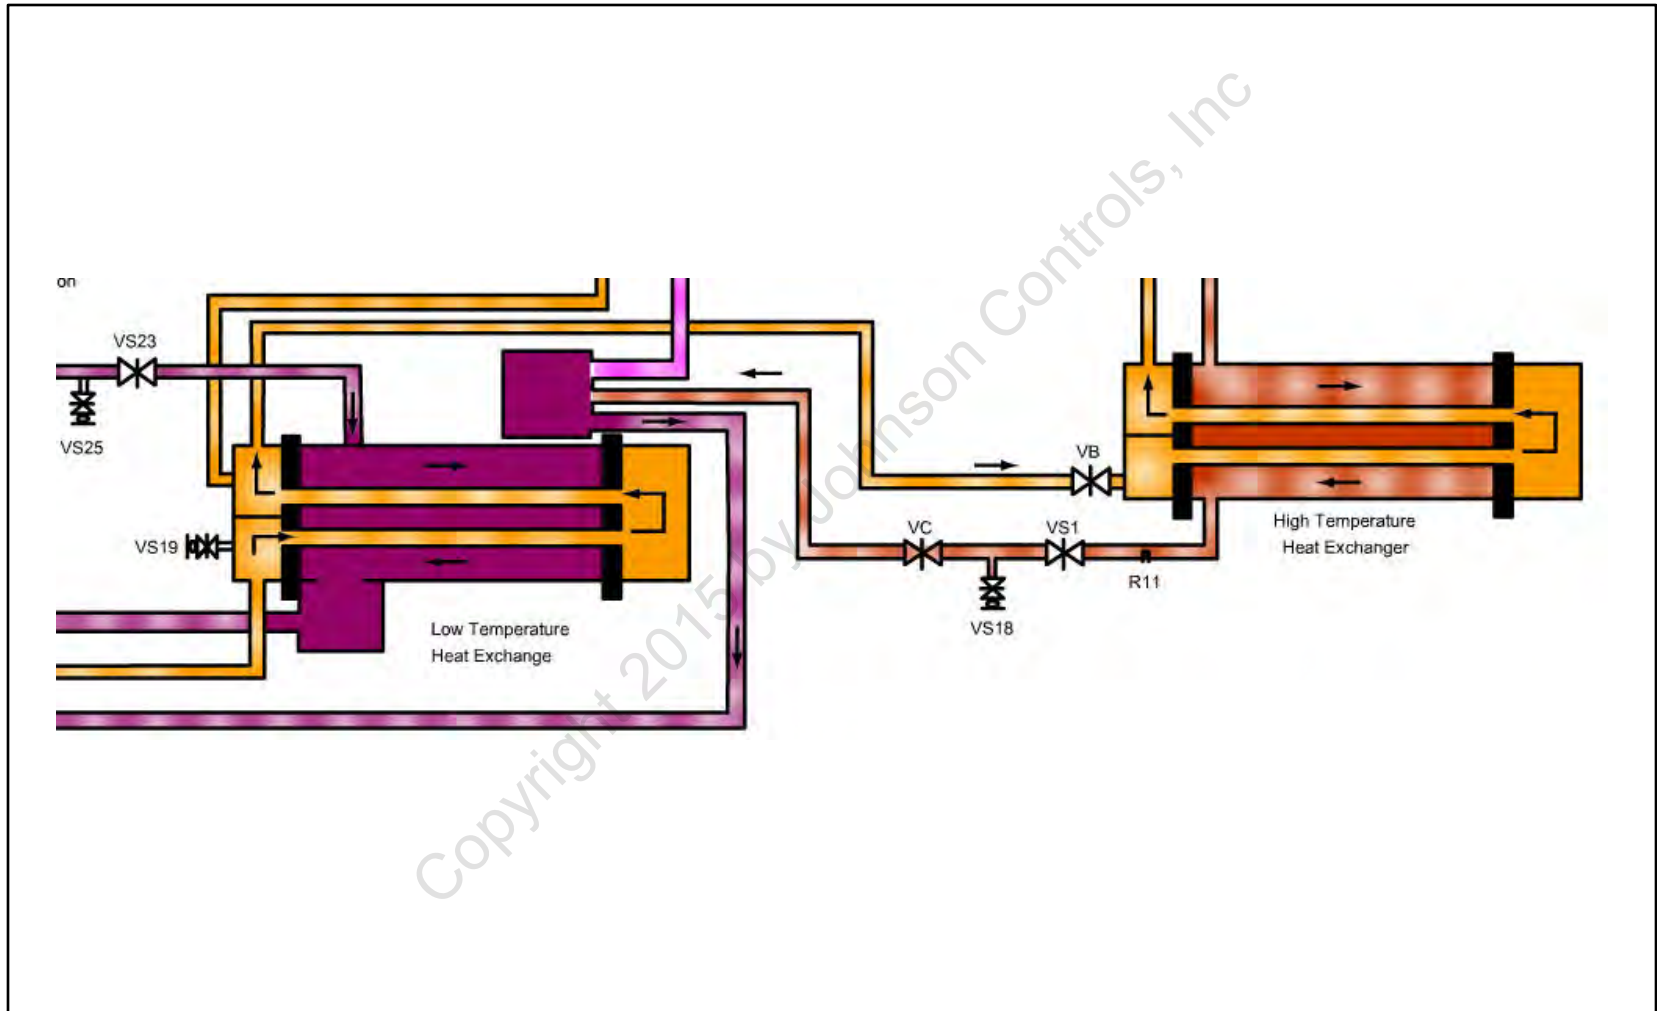 on
VS23
VS25
VS19
Low Temperature
Heat Exchange
VB
VC
VS1
VS18
R11
High Temperature
Heat Exchanger
Copyright 2015 by Johnson Controls, Inc